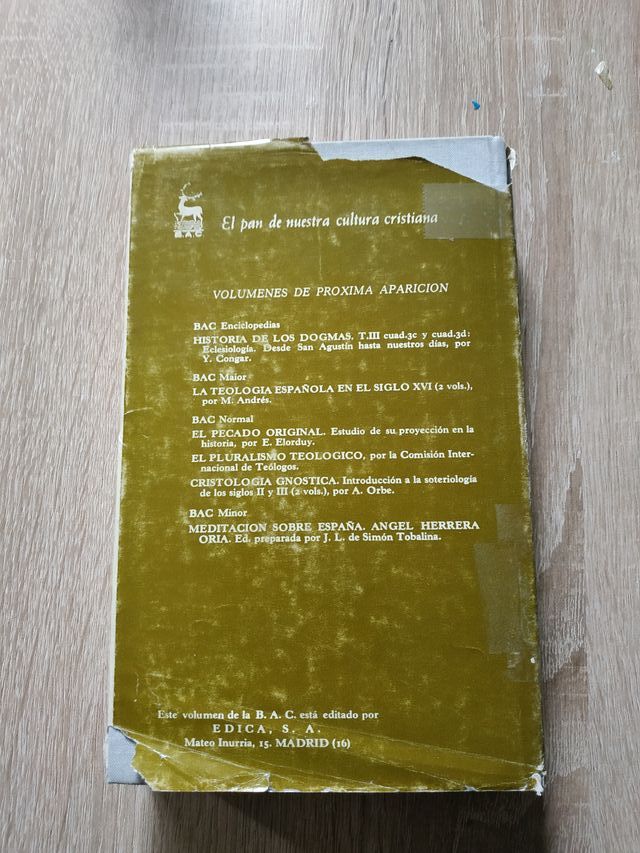 B.A.C
El pan de nuestra cultura cristiana
VOLUMENES DE PROXIMA APARICION
BAC Enciclopedias
HISTORIA DE LOS DOGMAS. T.III cuad.3c y cuad.3d:
Eclesiología. Desde San Agustín hasta nuestros días, por
Y. Congar.
BAC Maior
LA TEOLOGIA ESPAÑOLA EN EL SIGLO XVI (2 vols.),
por M. Andrés.
BAC Normal
EL PECADO ORIGINAL. Estudio de su proyección en la
historia, por E. Elorduy.
EL PLURALISMO TEOLOGICO, por la Comisión Inter-
nacional de Teólogos.
CRISTOLOGIA GNOSTICA. Introducción a la soteriología
de los siglos II y III (2 vols.), por A. Orbe.
BAC Minor
MEDITACION SOBRE ESPAÑA. ANGEL HERRERA
ORIA. Ed. preparada por J. L. de Simón Tobalina.
Este volumen de la B. A. C. está editado por
EDICA, S. A.
Mateo Inurria, 15. MADRID (16)